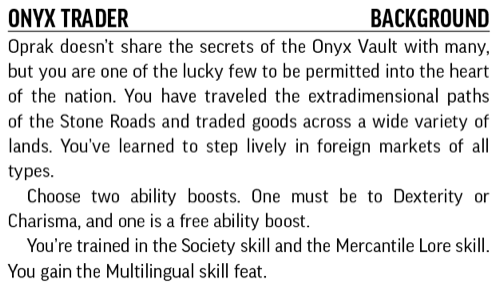 ONYX TRADER BACKGROUND
Oprak doesn't share the secrets of the Onyx Vault with many,
but you are one of the lucky few to be permitted into the heart
of the nation. You have traveled the extradimensional paths
of the Stone Roads and traded goods across a wide variety of
lands. You've learned to step lively in foreign markets of all
types.
Choose two ability boosts. One must be to Dexterity or
Charisma, and one is a free ability boost.
You're trained in the Society skill and the Mercantile Lore skill.
You gain the Multilingual skill feat.